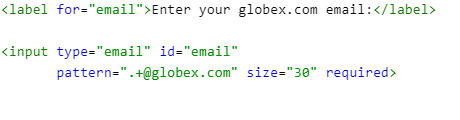 <label for="email">Enter your globex.com email:</label>
<input type="email" id="email"
pattern=".+@globex.com" size="30" required>